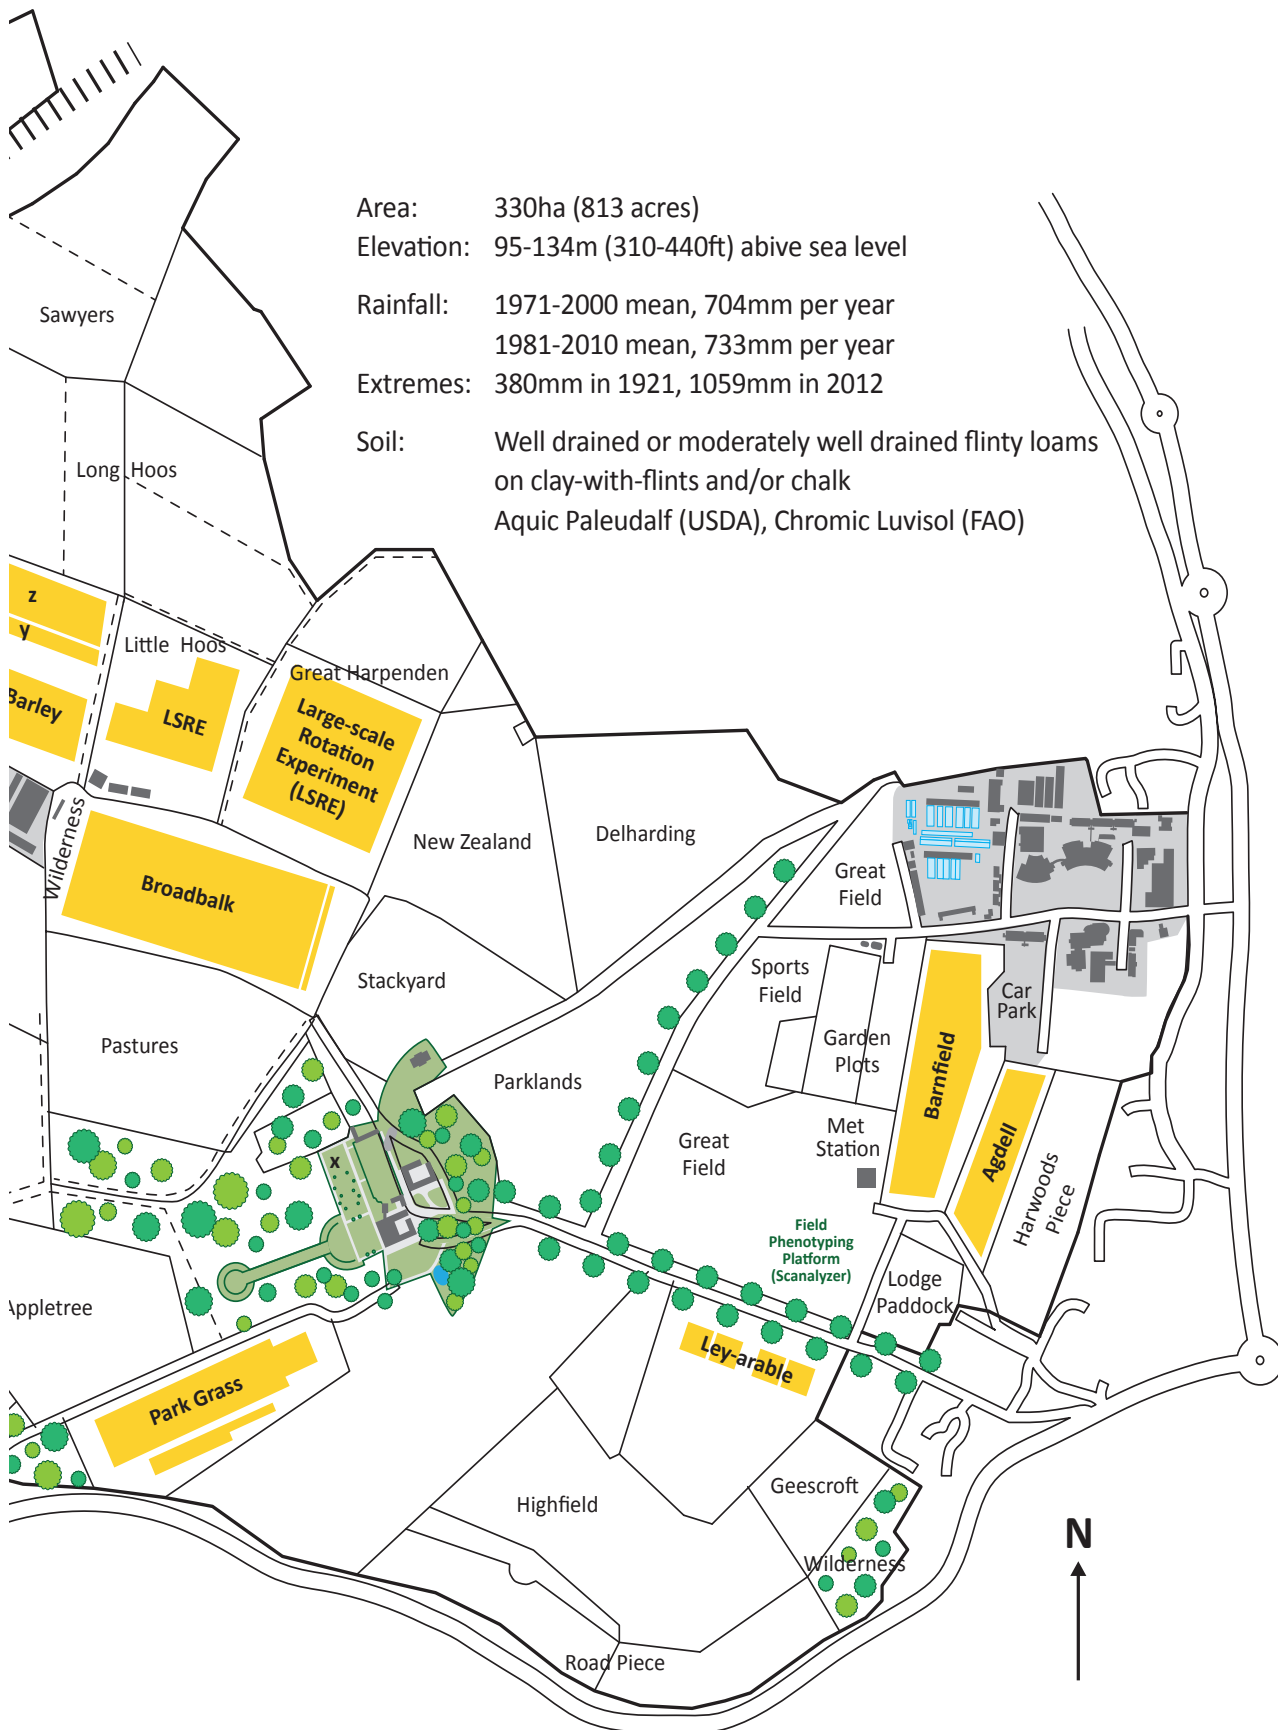 Area: 330ha (813 acres)
Elevation: 95-134m (310-440ft) abive sea level
Rainfall: 1971-2000 mean, 704mm per year
1981-2010 mean, 733mm per year
Extremes: 380mm in 1921, 1059mm in 2012
Soil: Well drained or moderately well drained flinty loams
on clay-with-flints and/or chalk
Aquic Paleudalf (USDA), Chromic Luvisol (FAO)
Sawyers
Long Hoos
z
y
Little Hoos
Barley
LSRE
Great Harpenden
Large-scale
Rotation
Experiment
(LSRE)
Wilderness
Broadbalk
New Zealand
Delharding
Great
Field
Stackyard
Sports
Field
Car
Park
Pastures
Garden
Plots
Barnfield
Parklands
Great
Field
Met
Station
Agdell
Harwoods
Piece
x
Field
Phenotyping
Platform
(Scanalyzer)
Lodge
Paddock
Appletree
Ley-arable
Park Grass
Highfield
Geescroft
Wilderness
Road Piece
N